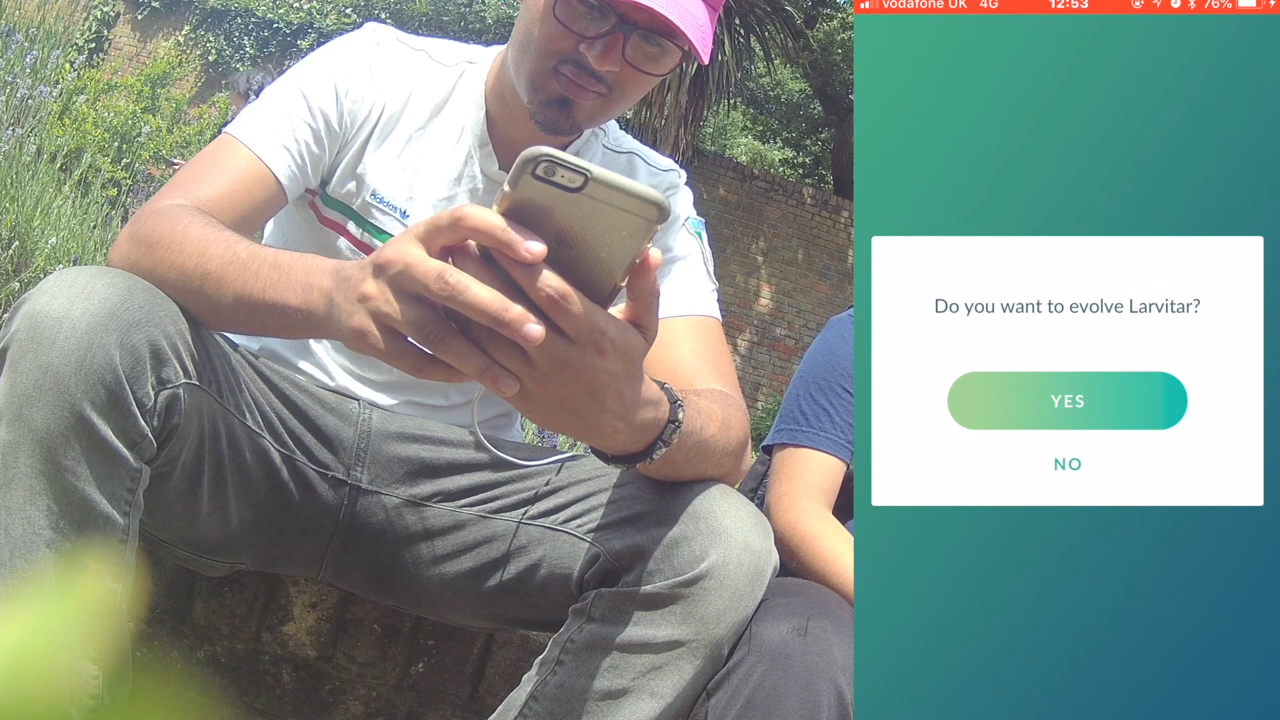 adidas
vodafone UK 4G 12:53 76%
Do you want to evolve Larvitar?
YES
NO